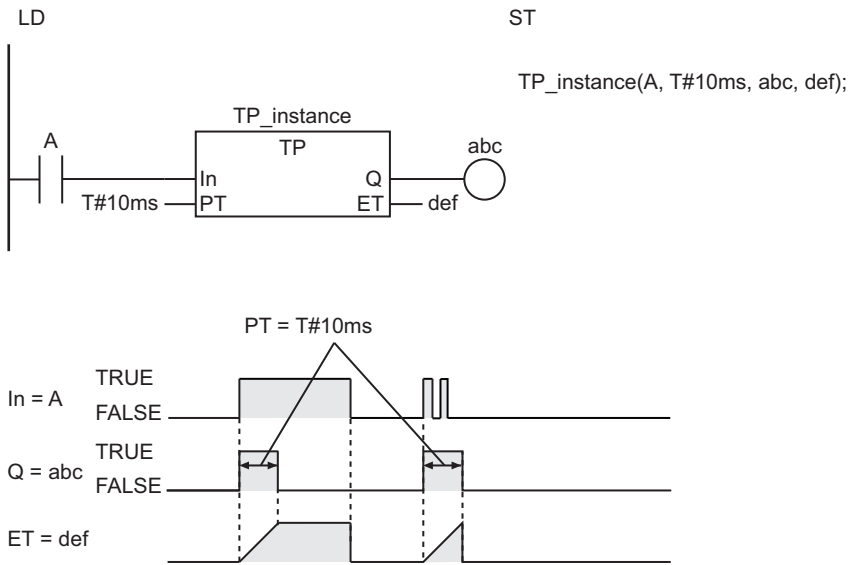 LD
ST
TP_instance(A, T#10ms, abc, def);
TP_instance
TP
A
abc
In
Q
T#10ms
PT
ET
def
PT = T#10ms
In = A
TRUE
FALSE
Q = abc
TRUE
FALSE
ET = def